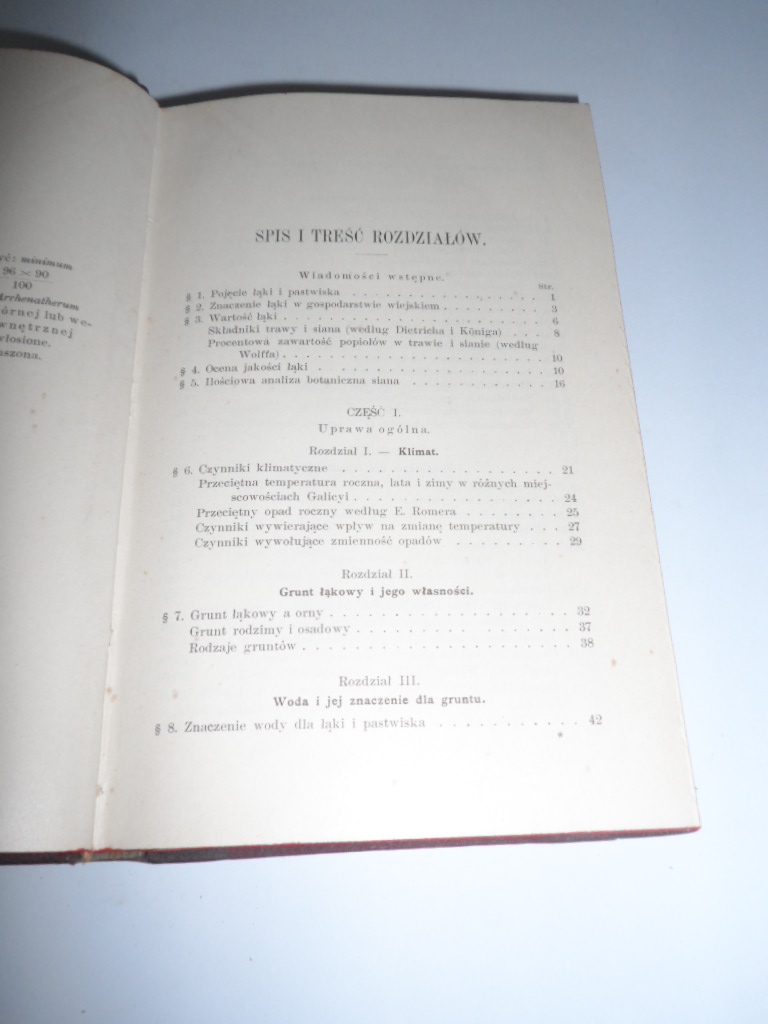 ść: minimum
96 × 90
100
Arrhenatherum
órnej lub we-
wnętrznej
włosione.
uszona.
SPIS I TREŚĆ ROZDZIAŁÓW.
Wiadomości wstępne.
Str.
§ 1. Pojęcie łąki i pastwiska . . . . . . . . . . . 1
§ 2. Znaczenie łąki w gospodarstwie wiejskiem . . . . . . 3
§ 3. Wartość łąki . . . . . . . . . . . . . . . 6
Składniki trawy i siana (według Dietricha i Königa) . . 8
Procentowa zawartość popiołów w trawie i sianie (według
Wolffa) . . . . . . . . . . . . . . . 10
§ 4. Ocena jakości łąki . . . . . . . . . . . . . 10
§ 5. Ilościowa analiza botaniczna siana . . . . . . . . 16
CZĘŚĆ I.
Uprawa ogólna.
Rozdział I. — Klimat.
§ 6. Czynniki klimatyczne . . . . . . . . . . . . 21
Przeciętna temperatura roczna, lata i zimy w różnych miej-
scowościach Galicyi . . . . . . . . . . . . 24
Przeciętny opad roczny według E. Romera . . . . . . 25
Czynniki wywierające wpływ na zmianę temperatury . . . 27
Czynniki wywołujące zmienność opadów . . . . . . . 29
Rozdział II.
Grunt łąkowy i jego własności.
§ 7. Grunt łąkowy a orny . . . . . . . . . . . . . 32
Grunt rodzimy i osadowy . . . . . . . . . . . 37
Rodzaje gruntów . . . . . . . . . . . . . . 38
Rozdział III.
Woda i jej znaczenie dla gruntu.
§ 8. Znaczenie wody dla łąki i pastwiska . . . . . . . . 42
*